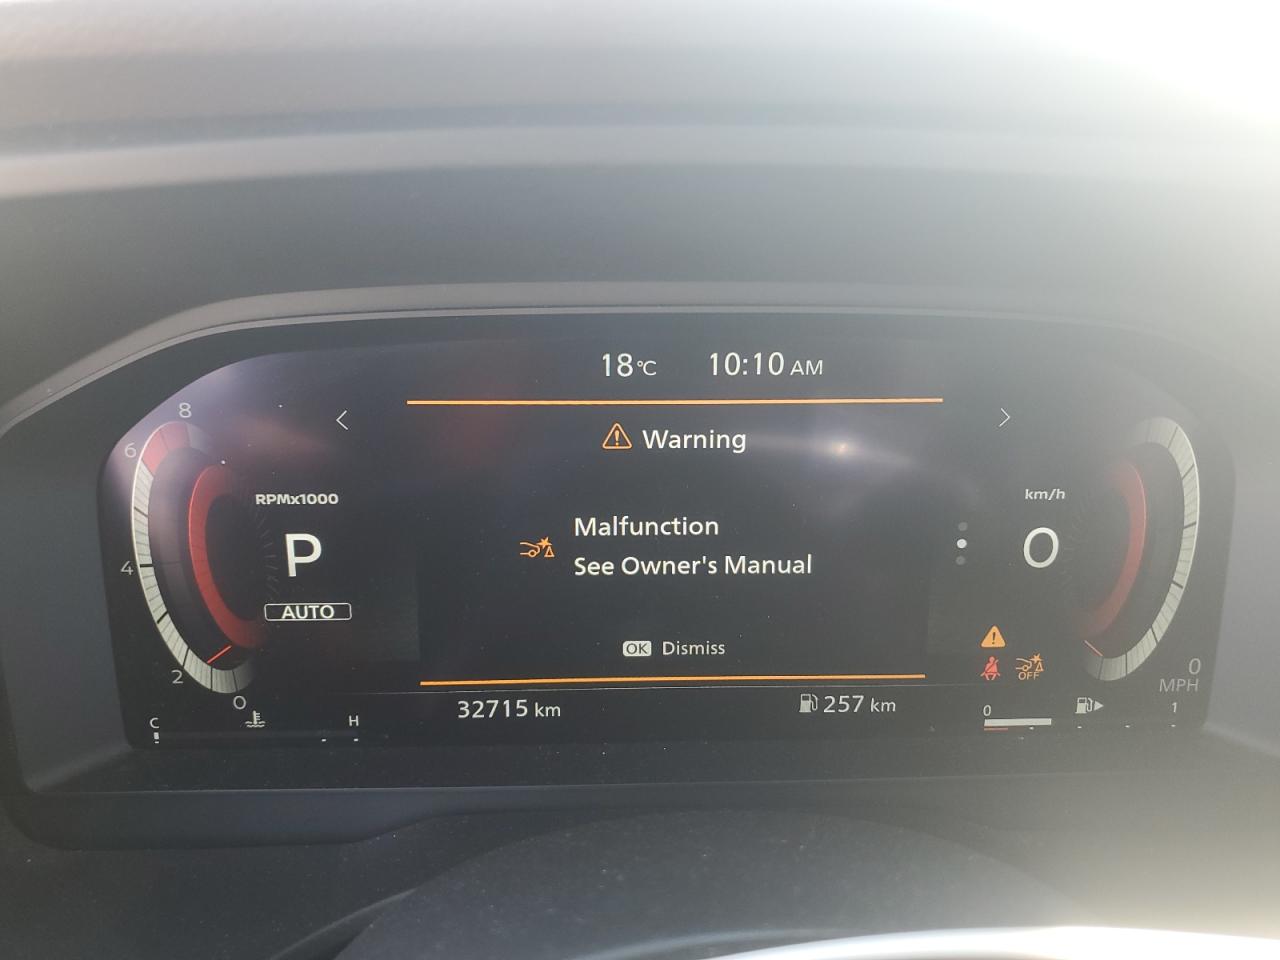 18°C 10:10 AM
Warning
8
6
4
2
0
RPMx1000
P
AUTO
Malfunction
See Owner's Manual
OK Dismiss
km/h
0
OFF
0
MPH
C H
32715 km
257 km
0 1